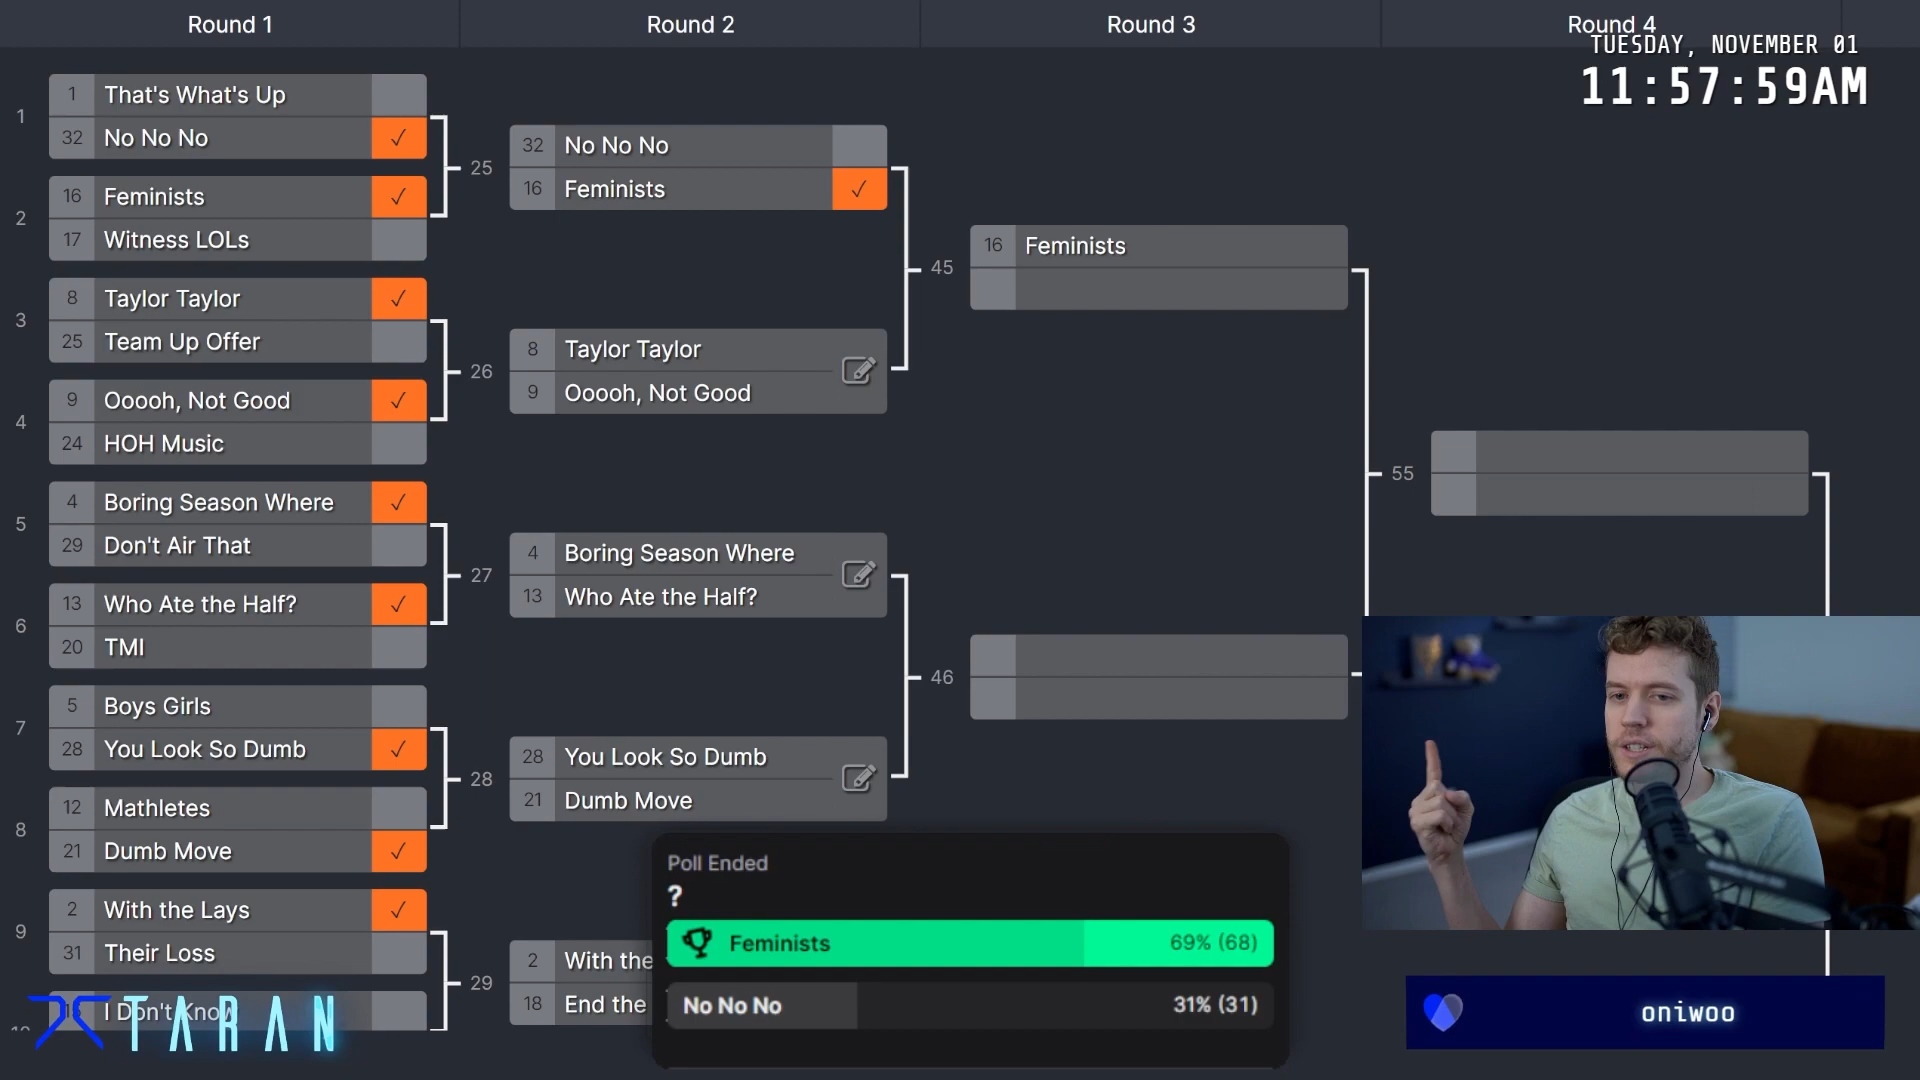 Round 1
Round 2
Round 3
Round 4
TUESDAY, NOVEMBER 01
11:57:59AM
1
1 That's What's Up
32 No No No ✓
2
16 Feminists ✓
17 Witness LOLs
3
8 Taylor Taylor ✓
25 Team Up Offer
4
9 Ooooh, Not Good ✓
24 HOH Music
5
4 Boring Season Where ✓
29 Don't Air That
6
13 Who Ate the Half? ✓
20 TMI
7
5 Boys Girls
28 You Look So Dumb ✓
8
12 Mathletes
21 Dumb Move ✓
9
2 With the Lays ✓
31 Their Loss
I Don't Know
25
32 No No No
16 Feminists ✓
26
8 Taylor Taylor
9 Ooooh, Not Good
27
4 Boring Season Where
13 Who Ate the Half?
28
28 You Look So Dumb
21 Dumb Move
29
2 With the
18 End the
45
16 Feminists
46
55
Poll Ended
?
Feminists 69% (68)
No No No 31% (31)
TARAN
oniwoo